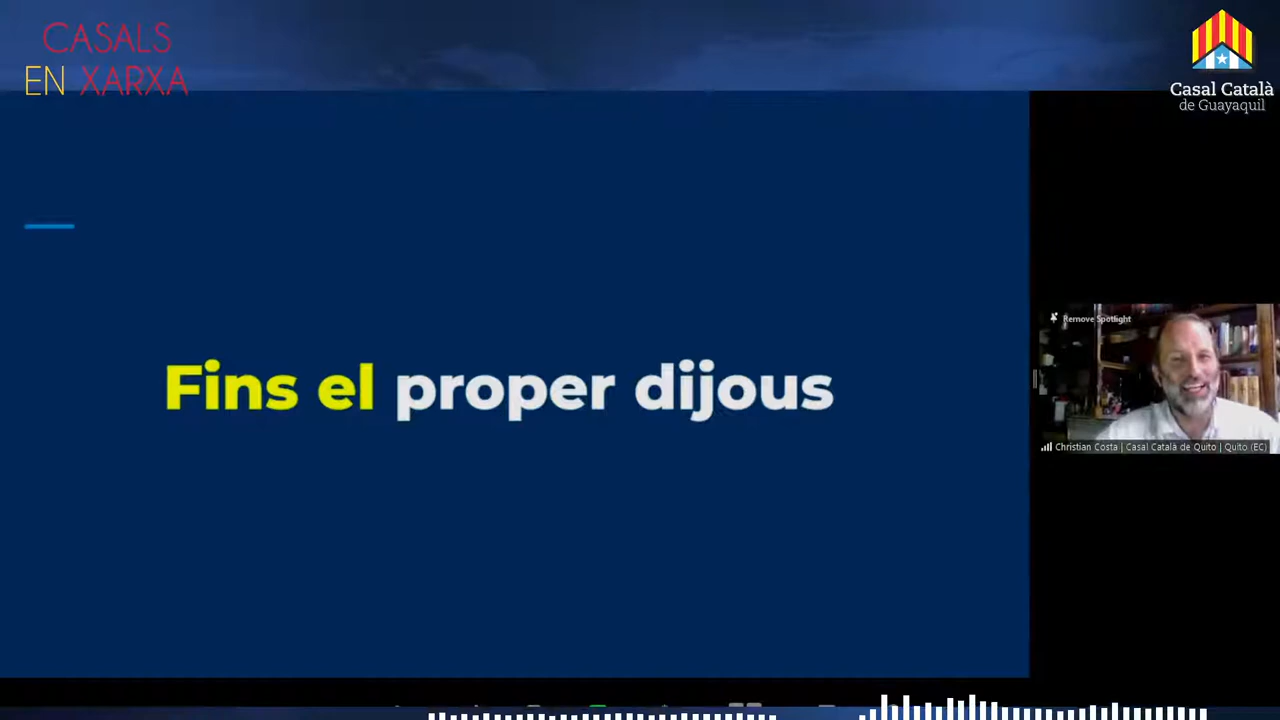 CASALS
EN XARXA
Casal Català
de Guayaquil
Fins el proper dijous
Remove Spotlight
Christian Costa | Casal Català de Quito | Quito (EC)